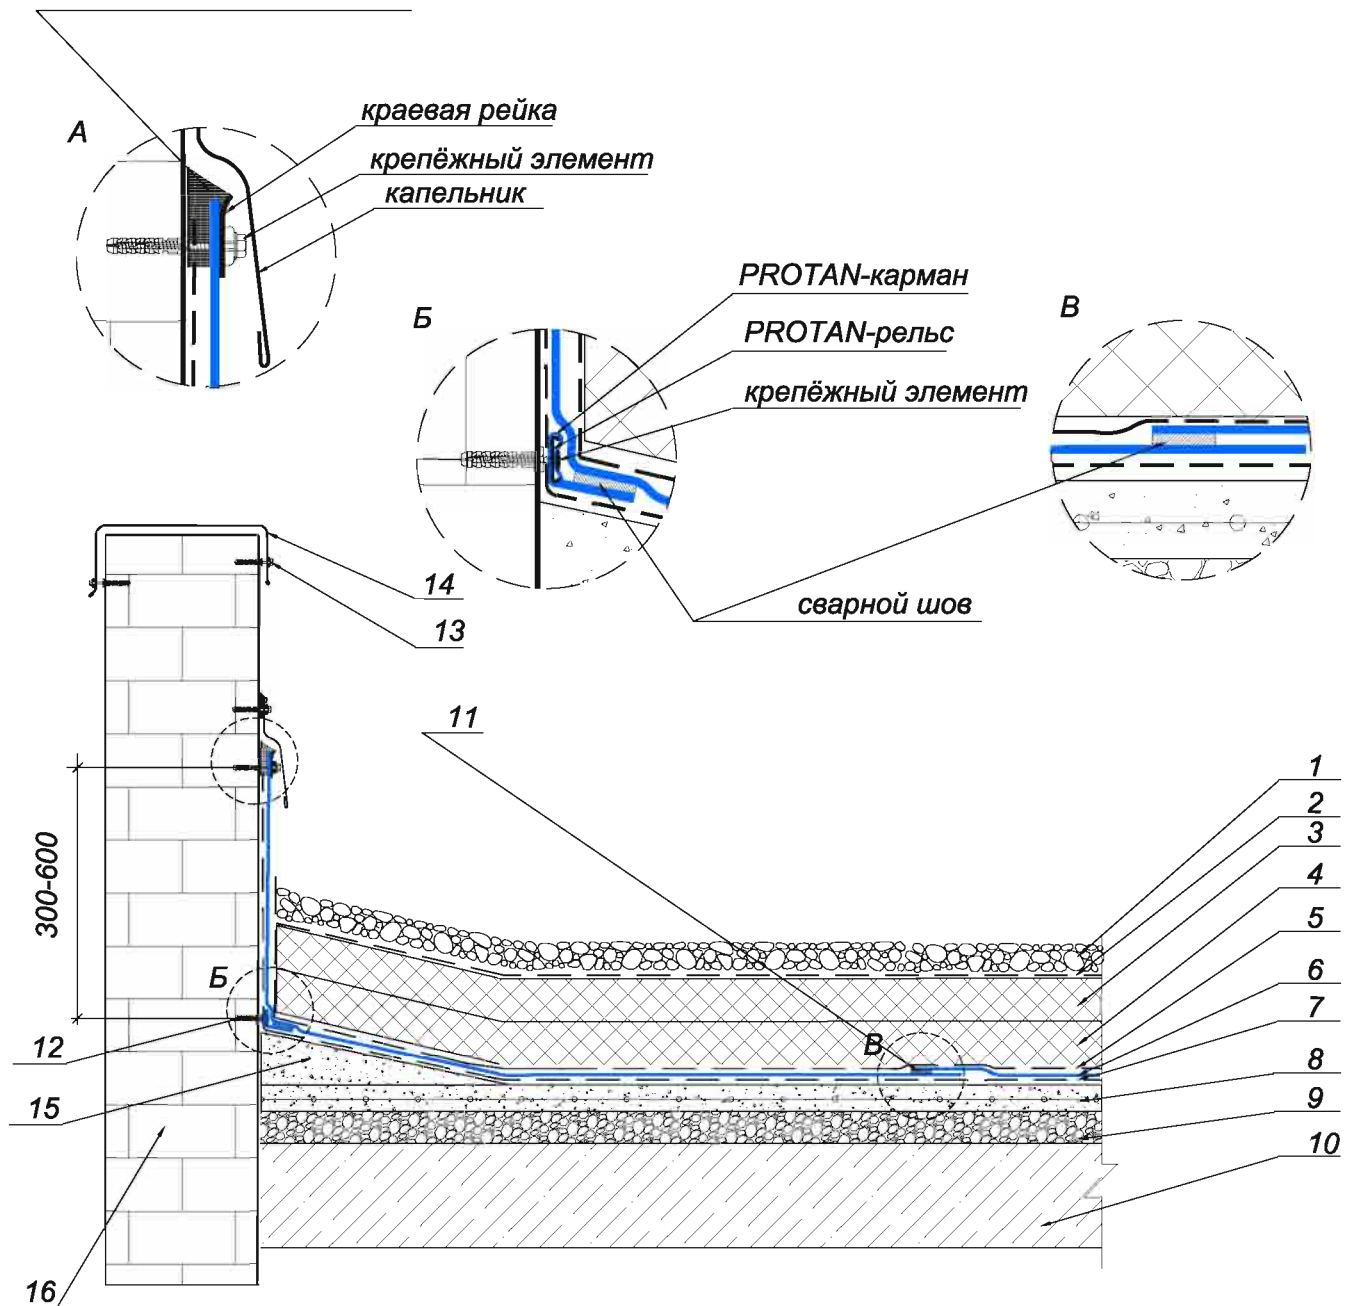 А
краевая рейка
крепёжный элемент
капельник
Б
PROTAN-карман
PROTAN-рельс
крепёжный элемент
В
сварной шов
14
13
11
1
2
3
4
5
6
7
8
9
10
300-600
Б
В
12
15
16